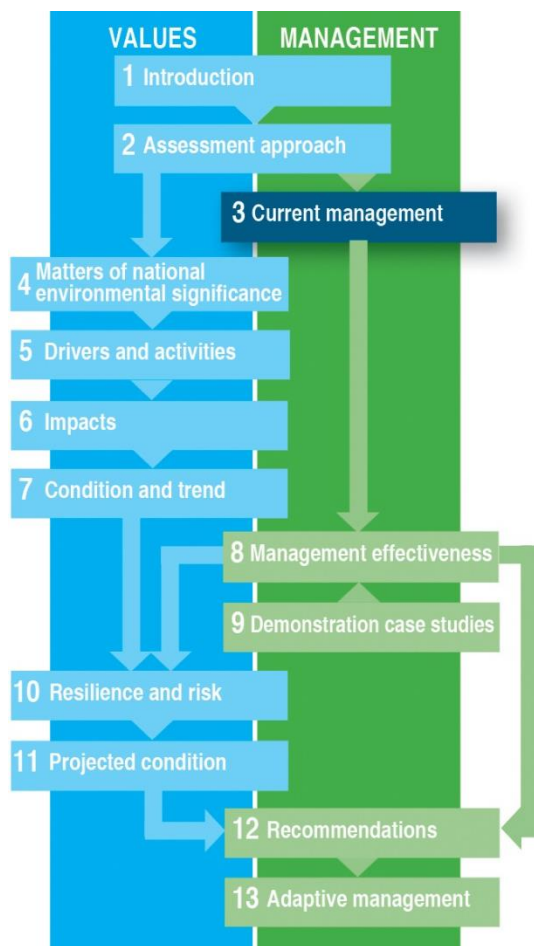 VALUES MANAGEMENT
1 Introduction
2 Assessment approach
3 Current management
4 Matters of national
environmental significance
5 Drivers and activities
6 Impacts
7 Condition and trend
8 Management effectiveness
9 Demonstration case studies
10 Resilience and risk
11 Projected condition
12 Recommendations
13 Adaptive management